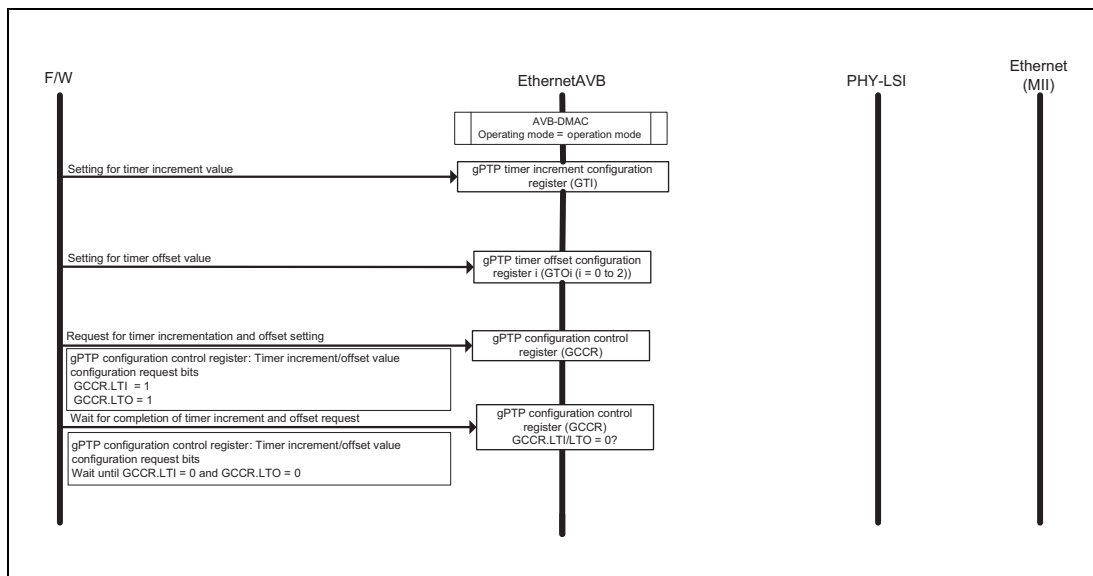 F/W
EthernetAVB
PHY-LSI
Ethernet
(MII)
AVB-DMAC
Operating mode = operation mode
Setting for timer increment value
gPTP timer increment configuration
register (GTI)
Setting for timer offset value
gPTP timer offset configuration
register i (GTOi (i = 0 to 2))
Request for timer incrementation and offset setting
gPTP configuration control
register (GCCR)
gPTP configuration control register: Timer increment/offset value
configuration request bits
GCCR.LTI = 1
GCCR.LTO = 1
Wait for completion of timer increment and offset request
gPTP configuration control
register (GCCR)
GCCR.LTI/LTO = 0?
gPTP configuration control register: Timer increment/offset value
configuration request bits
Wait until GCCR.LTI = 0 and GCCR.LTO = 0